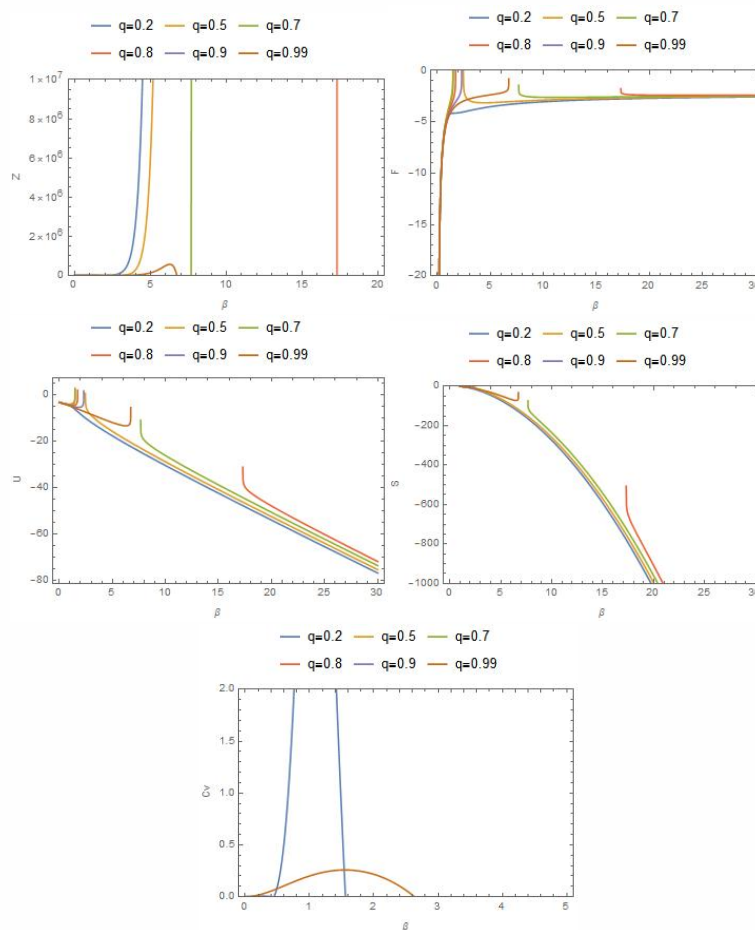 q=0.2 q=0.5 q=0.7
q=0.8 q=0.9 q=0.99
1×10⁷
8×10⁶
6×10⁶
4×10⁶
2×10⁶
0
Z
0 5 10 15 20
β
q=0.2 q=0.5 q=0.7
q=0.8 q=0.9 q=0.99
0
-5
-10
-15
-20
F
0 5 10 15 20 25 30
β
q=0.2 q=0.5 q=0.7
q=0.8 q=0.9 q=0.99
0
-20
-40
-60
-80
U
0 5 10 15 20 25 30
β
q=0.2 q=0.5 q=0.7
q=0.8 q=0.9 q=0.99
0
-200
-400
-600
-800
-1000
S
0 5 10 15 20 25 30
β
q=0.2 q=0.5 q=0.7
q=0.8 q=0.9 q=0.99
2.0
1.5
1.0
0.5
0.0
Cv
0 1 2 3 4 5
β